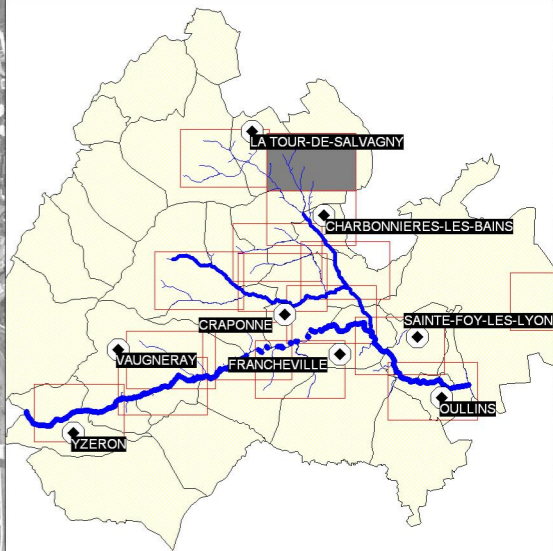 LA TOUR-DE-SALVAGNY
CHARBONNIERES-LES-BAINS
CRAPONNE
SAINTE-FOY-LES-LYON
VAUGNERAY
FRANCHEVILLE
OULLINS
YZERON